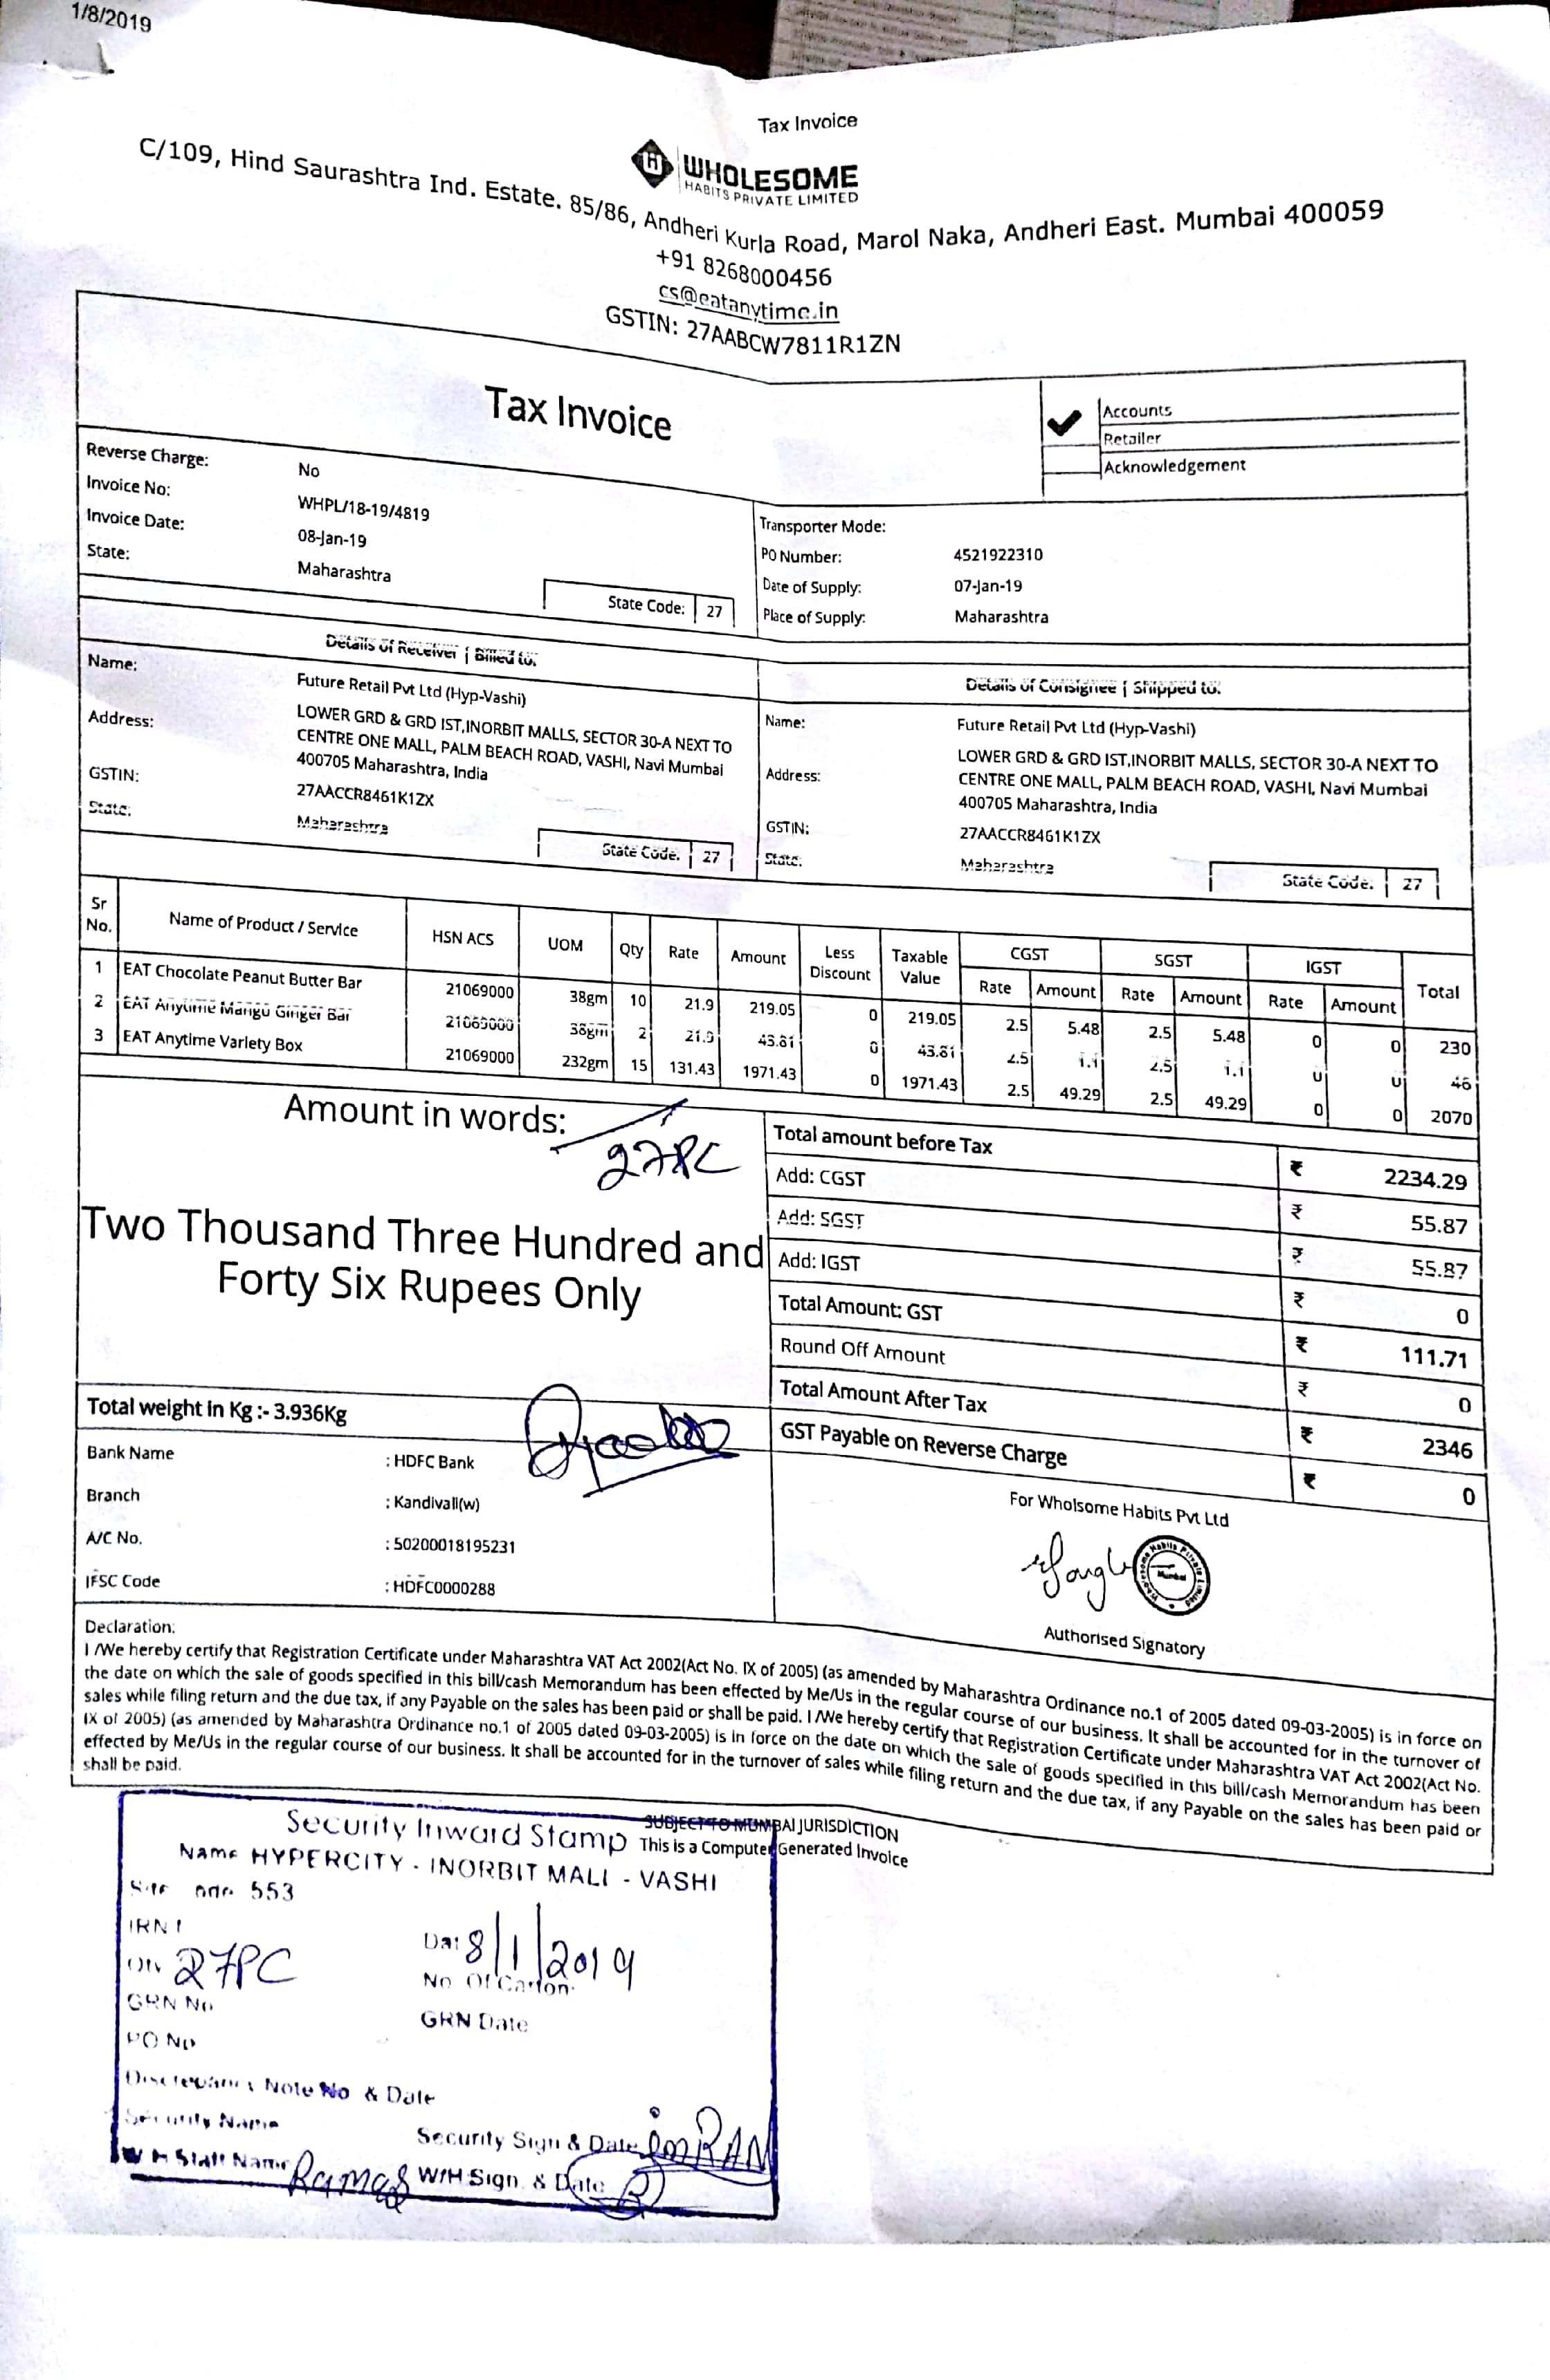 1/8/2019
Tax Invoice
WHOLESOME
HABITS PRIVATE LIMITED
C/109, Hind Saurashtra Ind. Estate. 85/86, Andheri Kurla Road, Marol Naka, Andheri East. Mumbai 400059
+91 8268000456
cs@eatanytime.in
GSTIN: 27AABCW7811R1ZN
Tax Invoice
Accounts
Retailer
Acknowledgement
Reverse Charge: No
Invoice No: WHPL/18-19/4819
Invoice Date: 08-Jan-19
State: Maharashtra
State Code: 27
Transporter Mode:
PO Number: 4521922310
Date of Supply: 07-Jan-19
Place of Supply: Maharashtra
Details of Receiver | Billed to:
Name: Future Retail Pvt Ltd (Hyp-Vashi)
Address: LOWER GRD & GRD IST,INORBIT MALLS, SECTOR 30-A NEXT TO
CENTRE ONE MALL, PALM BEACH ROAD, VASHI, Navi Mumbai
400705 Maharashtra, India
GSTIN: 27AACCR8461K1ZX
State: Maharashtra
State Code: 27
Details of Consignee | Shipped to:
Name: Future Retail Pvt Ltd (Hyp-Vashi)
Address: LOWER GRD & GRD IST,INORBIT MALLS, SECTOR 30-A NEXT TO
CENTRE ONE MALL, PALM BEACH ROAD, VASHI, Navi Mumbai
400705 Maharashtra, India
GSTIN: 27AACCR8461K1ZX
State: Maharashtra
State Code: 27
Sr No. Name of Product / Service HSN ACS UOM Qty Rate Amount Less Discount Taxable Value CGST SGST IGST Total
Rate Amount Rate Amount Rate Amount
1 EAT Chocolate Peanut Butter Bar 21069000 38gm 10 21.9 219.05 0 219.05 2.5 5.48 2.5 5.48 0 0 230
2 EAT Anytime Mango Ginger Bar 21069000 38gm 2 21.9 43.81 0 43.81 2.5 1.1 2.5 1.1 0 0 46
3 EAT Anytime Variety Box 21069000 232gm 15 131.43 1971.43 0 1971.43 2.5 49.29 2.5 49.29 0 0 2070
Amount in words:
27PC
Two Thousand Three Hundred and
Forty Six Rupees Only
Total amount before Tax ₹ 2234.29
Add: CGST ₹ 55.87
Add: SGST ₹ 55.87
Add: IGST ₹ 0
Total Amount: GST ₹ 111.71
Round Off Amount ₹ 0
Total Amount After Tax ₹ 2346
GST Payable on Reverse Charge ₹ 0
Total weight in Kg :- 3.936Kg
Bank Name : HDFC Bank
Branch : Kandivali(w)
A/C No. : 50200018195231
IFSC Code : HDFC0000288
For Wholsome Habits Pvt Ltd
Wholesome Habits Private Limited
Mumbai
Authorised Signatory
Declaration:
I /We hereby certify that Registration Certificate under Maharashtra VAT Act 2002(Act No. IX of 2005) (as amended by Maharashtra Ordinance no.1 of 2005 dated 09-03-2005) is in force on
the date on which the sale of goods specified in this bill/cash Memorandum has been effected by Me/Us in the regular course of our business. It shall be accounted for in the turnover of
sales while filing return and the due tax, if any Payable on the sales has been paid or shall be paid. I /We hereby certify that Registration Certificate under Maharashtra VAT Act 2002(Act No.
IX of 2005) (as amended by Maharashtra Ordinance no.1 of 2005 dated 09-03-2005) is in force on the date on which the sale of goods specified in this bill/cash Memorandum has been
effected by Me/Us in the regular course of our business. It shall be accounted for in the turnover of sales while filing return and the due tax, if any Payable on the sales has been paid or
shall be paid.
SUBJECT TO MUMBAI JURISDICTION
This is a Computer Generated Invoice
Security Inward Stamp
Name HYPERCITY - INORBIT MALL - VASHI
553
Qty 27PC
Dat 8/1/2019
No Of Carton
GRN No
GRN Date
PO No
Discrepancy Note No & Date
Security Name
Security Sign & Date imRAN
W H Staff Name Ramas
W/H Sign. & Date